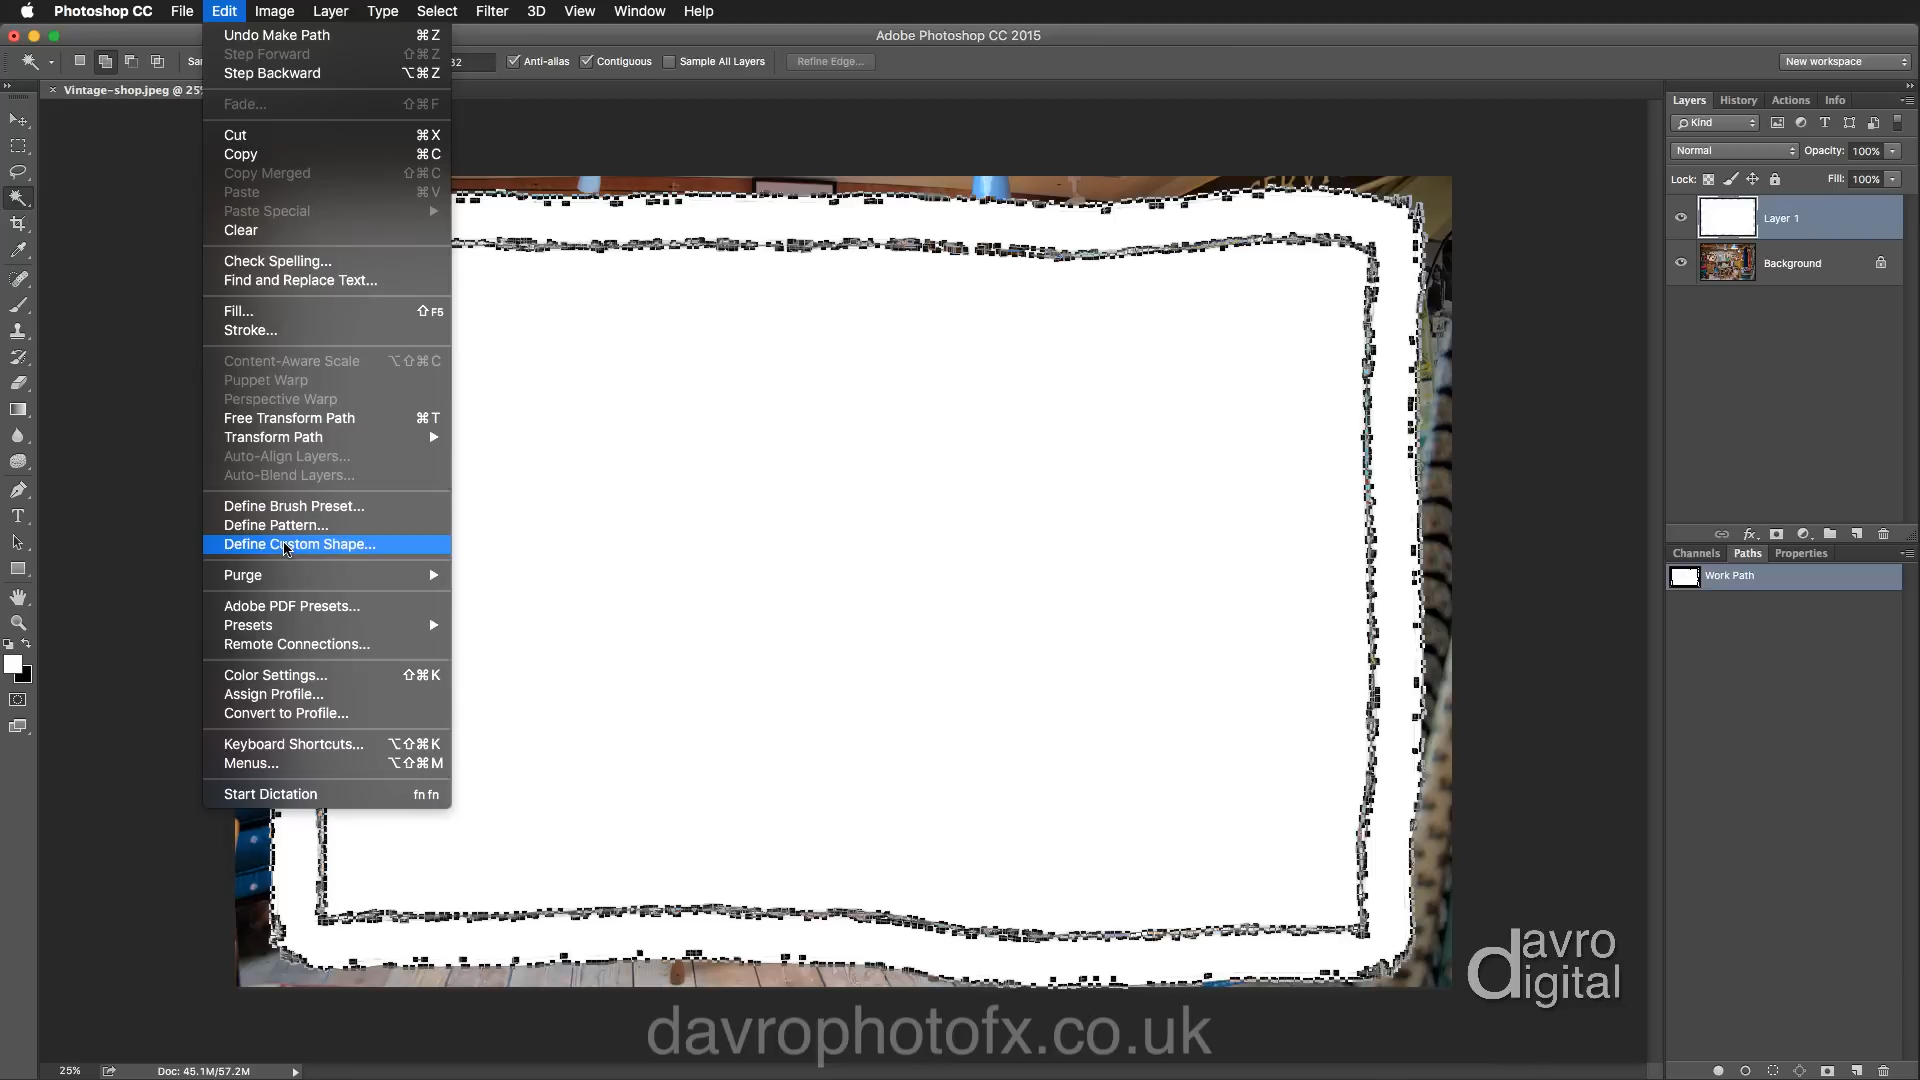 Photoshop CC File Edit Image Layer Type Select Filter 3D View Window Help
Adobe Photoshop CC 2015
Anti-alias Contiguous Sample All Layers Refine Edge... New workspace
Vintage-shop.jpeg @ 25
Undo Make Path ⌘Z
Step Forward ⇧⌘Z
Step Backward ⌥⌘Z
Fade... ⇧⌘F
Cut ⌘X
Copy ⌘C
Copy Merged ⇧⌘C
Paste ⌘V
Paste Special
Clear
Check Spelling...
Find and Replace Text...
Fill... ⇧F5
Stroke...
Content-Aware Scale ⌥⇧⌘C
Puppet Warp
Perspective Warp
Free Transform Path ⌘T
Transform Path
Auto-Align Layers...
Auto-Blend Layers...
Define Brush Preset...
Define Pattern...
Define Custom Shape...
Purge
Adobe PDF Presets...
Presets
Remote Connections...
Color Settings... ⇧⌘K
Assign Profile...
Convert to Profile...
Keyboard Shortcuts... ⌥⇧⌘K
Menus... ⌥⇧⌘M
Start Dictation fn fn
Layers History Actions Info
Kind
Normal Opacity: 100%
Lock: Fill: 100%
Layer 1
Background
Channels Paths Properties
Work Path
davro
digital
davrophotofx.co.uk
25% Doc: 45.1M/57.2M